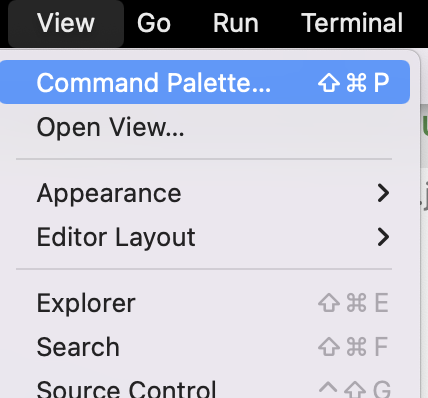 View Go Run Terminal
Command Palette... ⇧⌘P
Open View...
Appearance >
Editor Layout >
Explorer ⇧⌘E
Search ⇧⌘F
Source Control ^⇧G